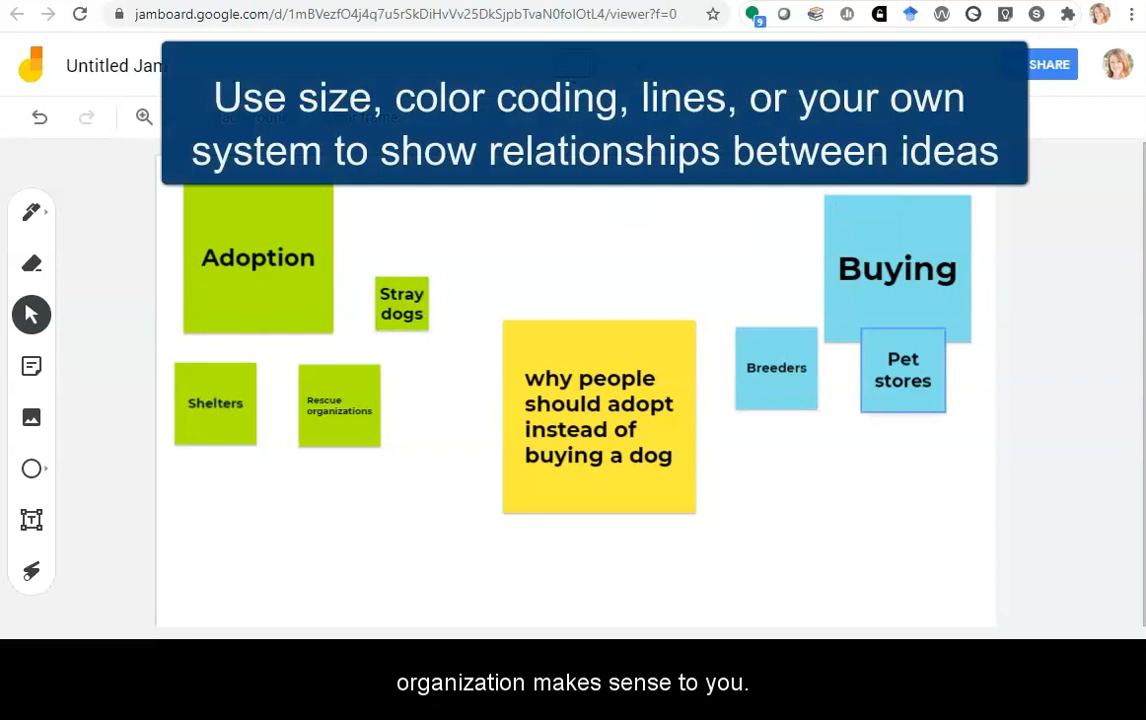 jamboard.google.com/d/1mBVezfO4j4q7u5rSkDiHvVv25DkSjpbTvaN0foIOtL4/viewer?f=0
9
Untitled Jam
SHARE
Use size, color coding, lines, or your own
system to show relationships between ideas
Adoption
Stray
dogs
Shelters
Rescue
organizations
why people
should adopt
instead of
buying a dog
Buying
Breeders
Pet
stores
organization makes sense to you.